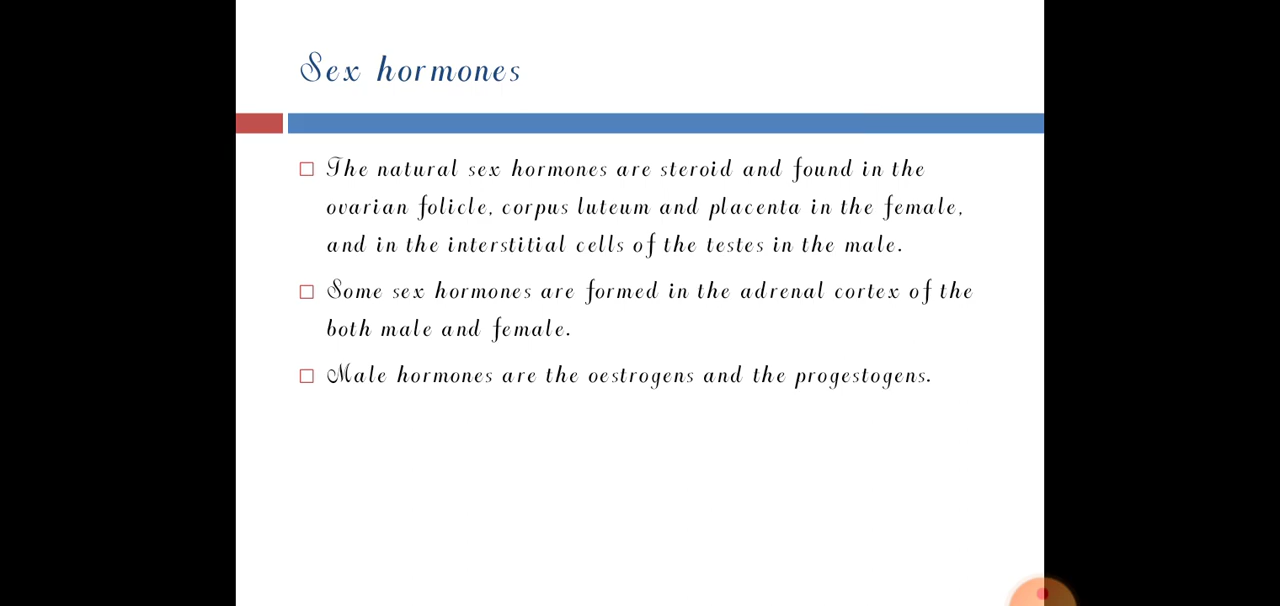 Sex hormones
The natural sex hormones are steroid and found in the
ovarian folicle, corpus luteum and placenta in the female,
and in the interstitial cells of the testes in the male.
Some sex hormones are formed in the adrenal cortex of the
both male and female.
Male hormones are the oestrogens and the progestogens.